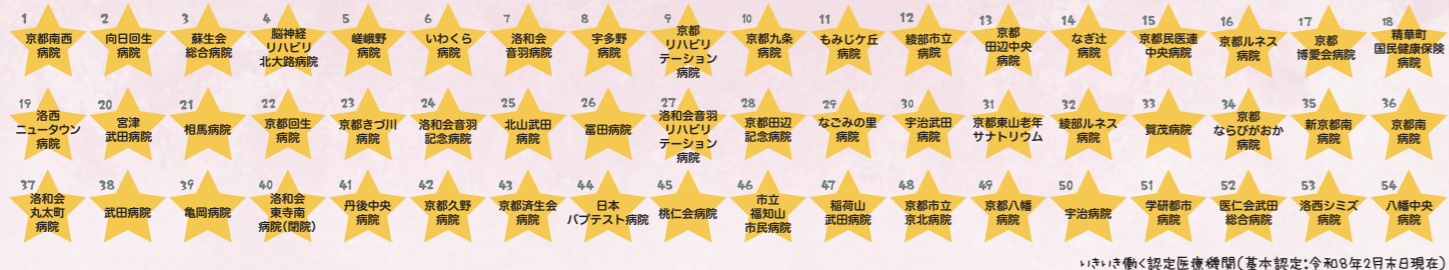 1
京都南西
病院
2
向日回生
病院
3
蘇生会
総合病院
4
脳神経
リハビリ
北大路病院
5
嵯峨野
病院
6
いわくら
病院
7
洛和会
音羽病院
8
宇多野
病院
9
京都
リハビリ
テーション
病院
10
京都九条
病院
11
もみじケ丘
病院
12
綾部市立
病院
13
京都
田辺中央
病院
14
なぎ辻
病院
15
京都民医連
中央病院
16
京都ルネス
病院
17
京都
博愛会病院
18
精華町
国民健康保険
病院
19
洛西
ニュータウン
病院
20
宮津
武田病院
21
相馬病院
22
京都回生
病院
23
京都きづ川
病院
24
洛和会音羽
記念病院
25
北山武田
病院
26
冨田病院
27
洛和会音羽
リハビリ
テーション
病院
28
京都田辺
記念病院
29
なごみの里
病院
30
宇治武田
病院
31
京都東山老年
サナトリウム
32
綾部ルネス
病院
33
賀茂病院
34
京都
ならびがおか
病院
35
新京都南
病院
36
京都南
病院
37
洛和会
丸太町
病院
38
武田病院
39
亀岡病院
40
洛和会
東寺南
病院(閉院)
41
丹後中央
病院
42
京都久野
病院
43
京都済生会
病院
44
日本
バプテスト病院
45
桃仁会病院
46
市立
福知山
市民病院
47
稲荷山
武田病院
48
京都市立
京北病院
49
京都八幡
病院
50
宇治病院
51
学研都市
病院
52
医仁会武田
総合病院
53
洛西シミズ
病院
54
八幡中央
病院
いきいき働く認定医療機関(基本認定:令和8年2月末日現在)